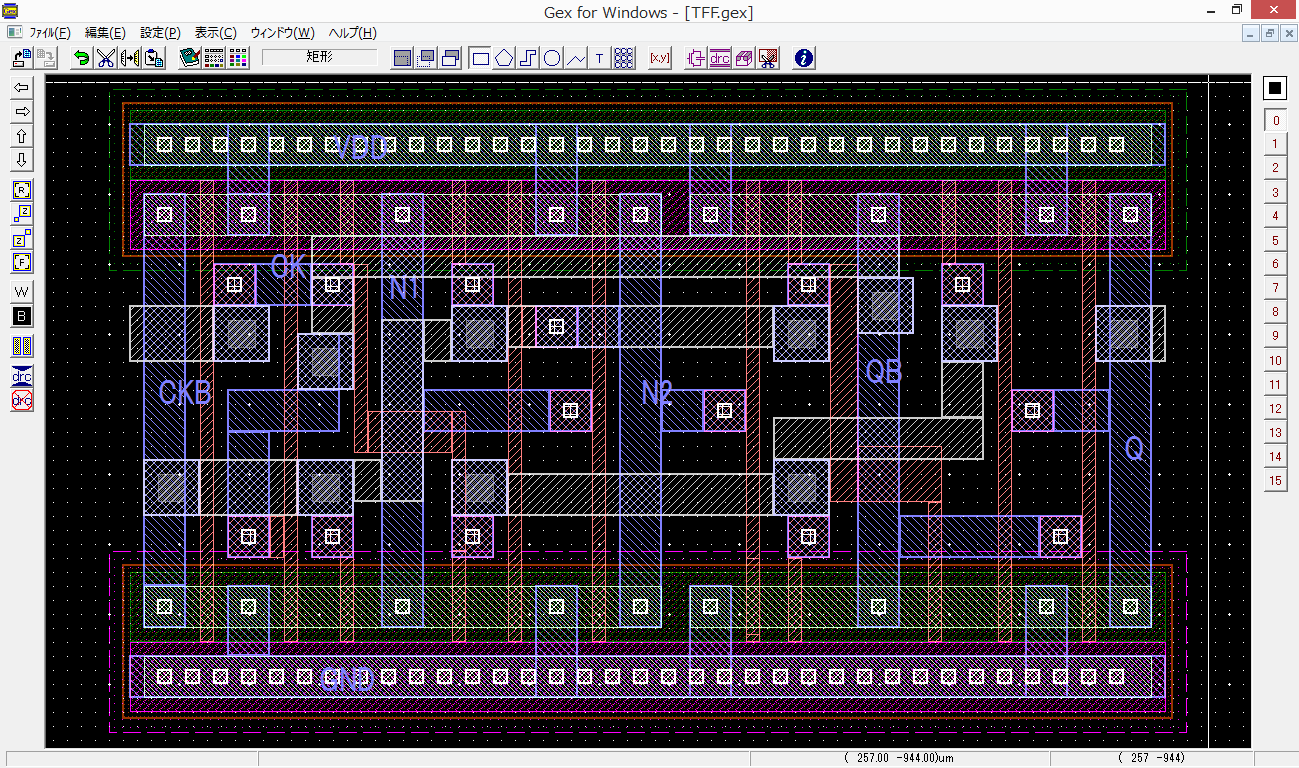 Gex for Windows - [TFF.gex]
ファイル(F) 編集(E) 設定(P) 表示(C) ウィンドウ(W) ヘルプ(H)
矩形
T
[x,y]
drc
i
R
Z
Z
F
W
B
drc
drc
VDD
CK
N1
CKB
N2
QB
Q
GND
0
1
2
3
4
5
6
7
8
9
10
11
12
13
14
15
( 257.00 -944.00)um
( 257 -944)